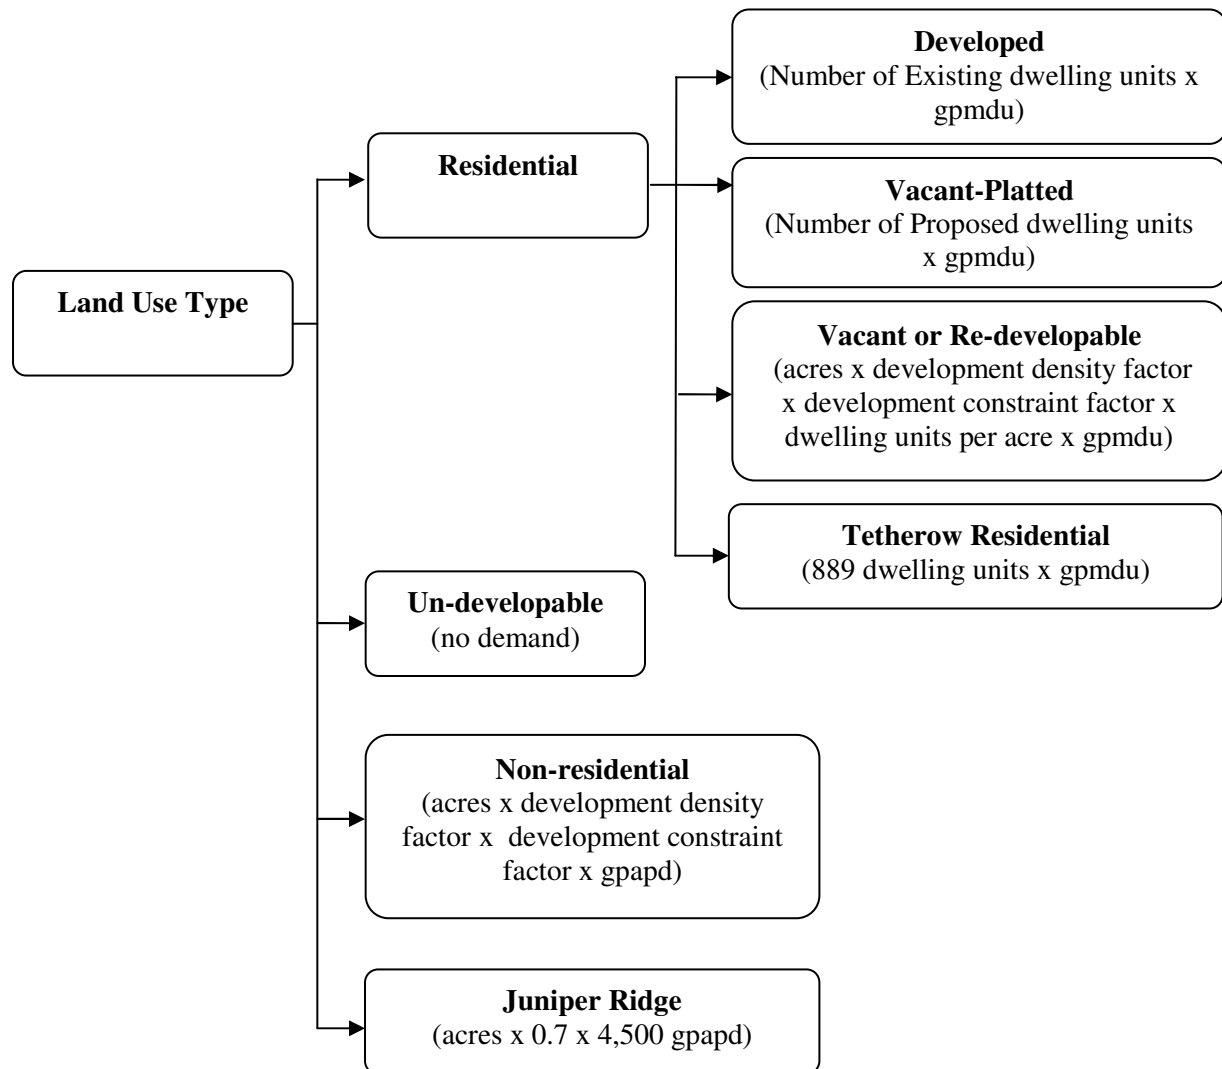 Land Use Type
Residential
Developed
(Number of Existing dwelling units x
gpmdu)
Vacant-Platted
(Number of Proposed dwelling units
x gpmdu)
Vacant or Re-developable
(acres x development density factor
x development constraint factor x
dwelling units per acre x gpmdu)
Tetherow Residential
(889 dwelling units x gpmdu)
Un-developable
(no demand)
Non-residential
(acres x development density
factor x  development constraint
factor x gpapd)
Juniper Ridge
(acres x 0.7 x 4,500 gpapd)